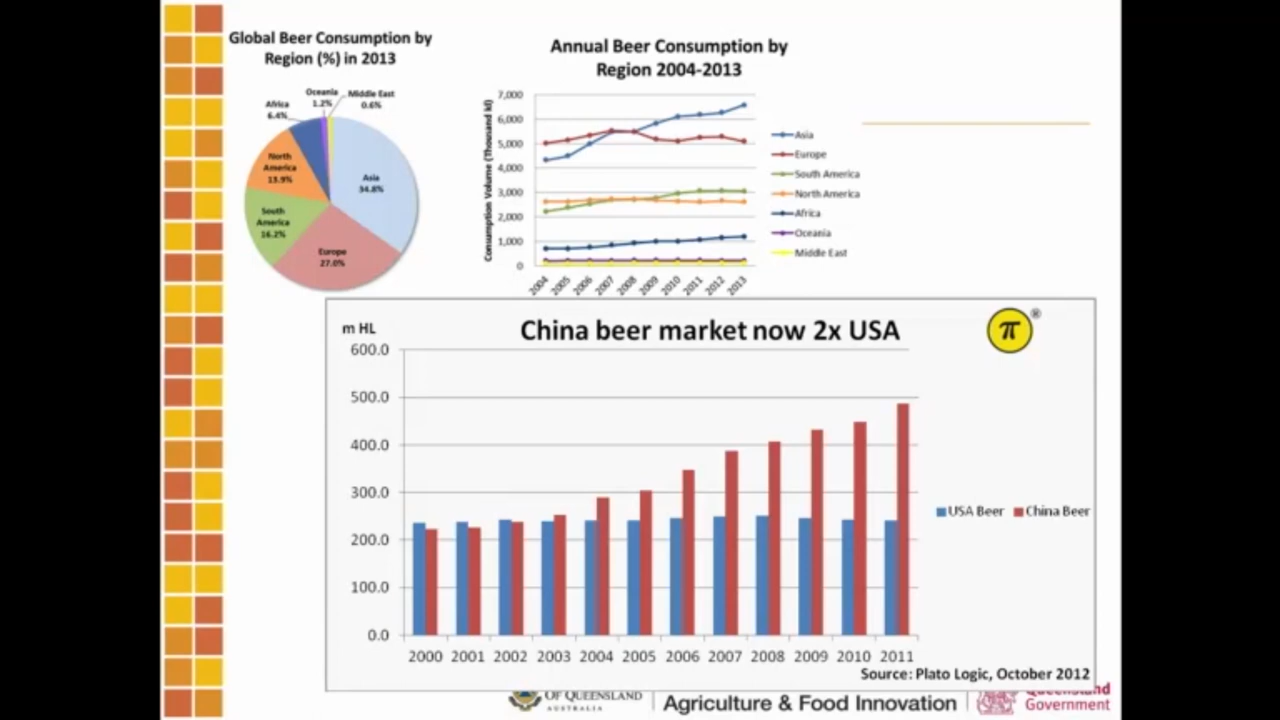 Global Beer Consumption by
Region (%) in 2013
Oceania
1.2%
Middle East
0.6%
Africa
6.4%
North
America
13.9%
Asia
34.8%
South
America
16.2%
Europe
27.0%
Annual Beer Consumption by
Region 2004-2013
Consumption Volume (Thousand kl)
7,000
6,000
5,000
4,000
3,000
2,000
1,000
0
2004 2005 2006 2007 2008 2009 2010 2011 2012 2013
Asia
Europe
South America
North America
Africa
Oceania
Middle East
m HL
China beer market now 2x USA
π ®
600.0
500.0
400.0
300.0
200.0
100.0
0.0
2000 2001 2002 2003 2004 2005 2006 2007 2008 2009 2010 2011
USA Beer China Beer
Source: Plato Logic, October 2012
OF QUEENSLAND
AUSTRALIA
Agriculture & Food Innovation
Queensland
Government